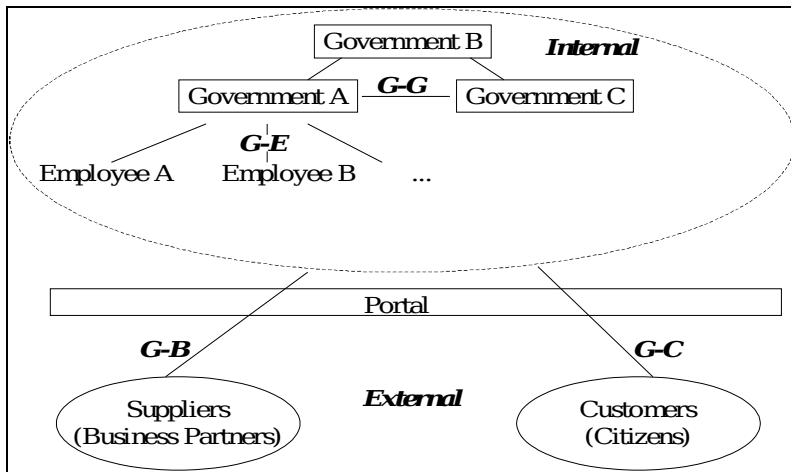 Government B
Internal
Government A
G-G
Government C
G-E
Employee A
Employee B
...
Portal
G-B
G-C
Suppliers
(Business Partners)
External
Customers
(Citizens)